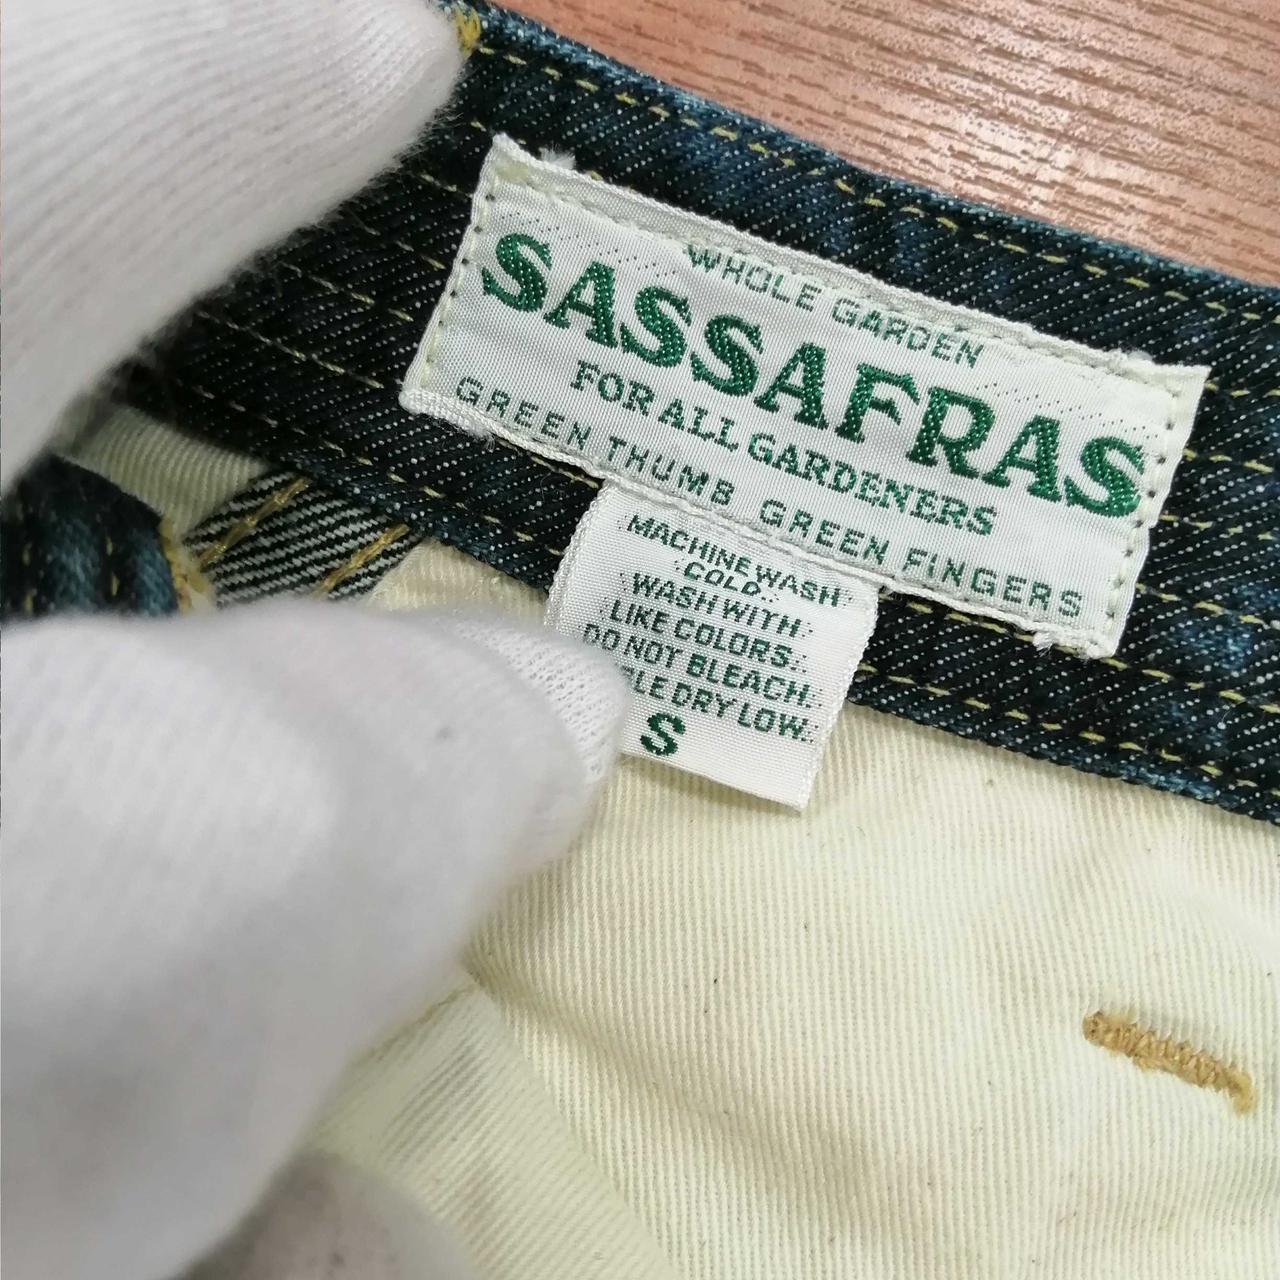 WHOLE GARDEN
SASSAFRAS
FOR ALL GARDENERS
GREEN THUMB GREEN FINGERS
MACHINE WASH
COLD
WASH WITH
LIKE COLORS
DO NOT BLEACH
DRY LOW
S